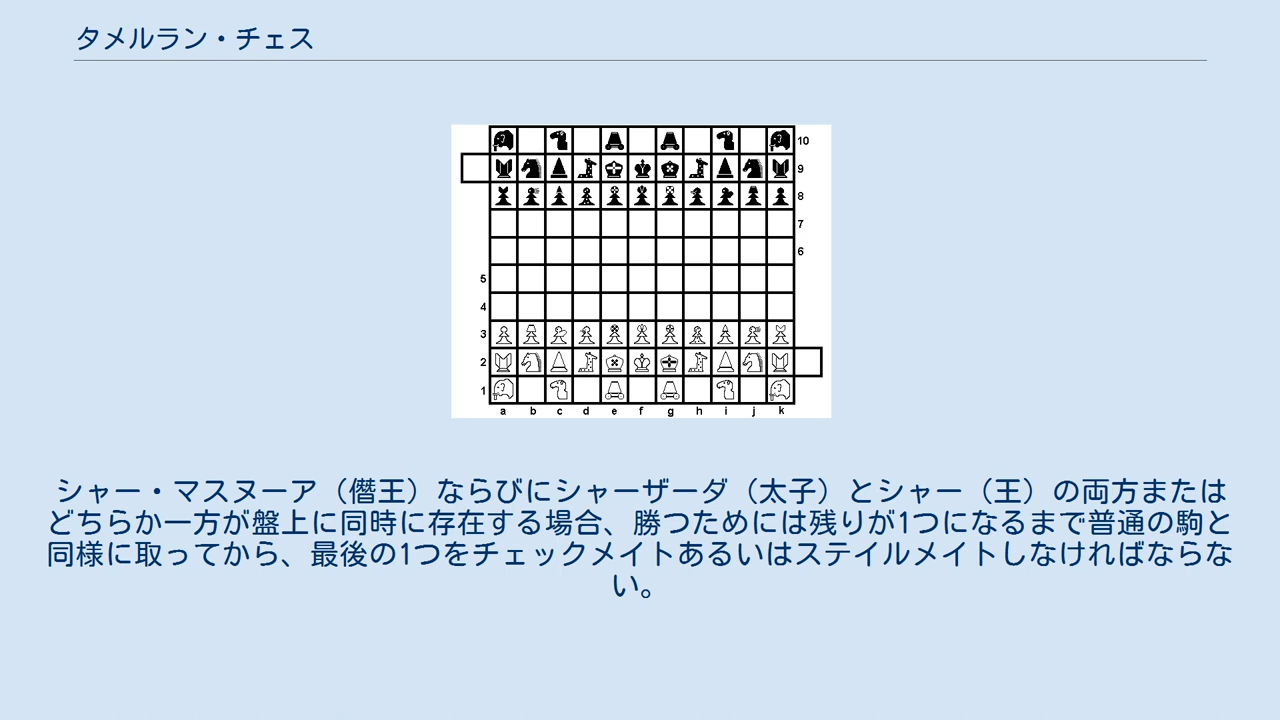 タメルラン・チェス
10
9
8
7
6
5
4
3
2
1
a b c d e f g h i j k
シャー・マスヌーア（僭王）ならびにシャーザーダ（太子）とシャー（王）の両方または
どちらか一方が盤上に同時に存在する場合、勝つためには残りが1つになるまで普通の駒と
同様に取ってから、最後の1つをチェックメイトあるいはステイルメイトしなければならな
い。